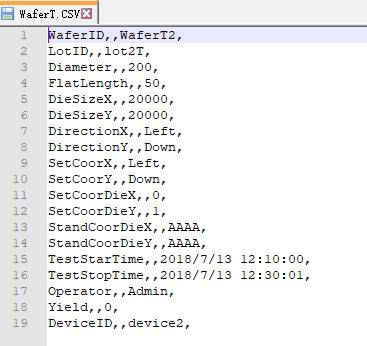 WaferT.CSV
1 WaferID,,WaferT2,
2 LotID,,lot2T,
3 Diameter,,200,
4 FlatLength,,50,
5 DieSizeX,,20000,
6 DieSizeY,,20000,
7 DirectionX,,Left,
8 DirectionY,,Down,
9 SetCoorX,,Left,
10 SetCoorY,,Down,
11 SetCoorDieX,,0,
12 SetCoorDieY,,1,
13 StandCoorDieX,,AAAA,
14 StandCoorDieY,,AAAA,
15 TestStarTime,,2018/7/13 12:10:00,
16 TestStopTime,,2018/7/13 12:30:01,
17 Operator,,Admin,
18 Yield,,0,
19 DeviceID,,device2,